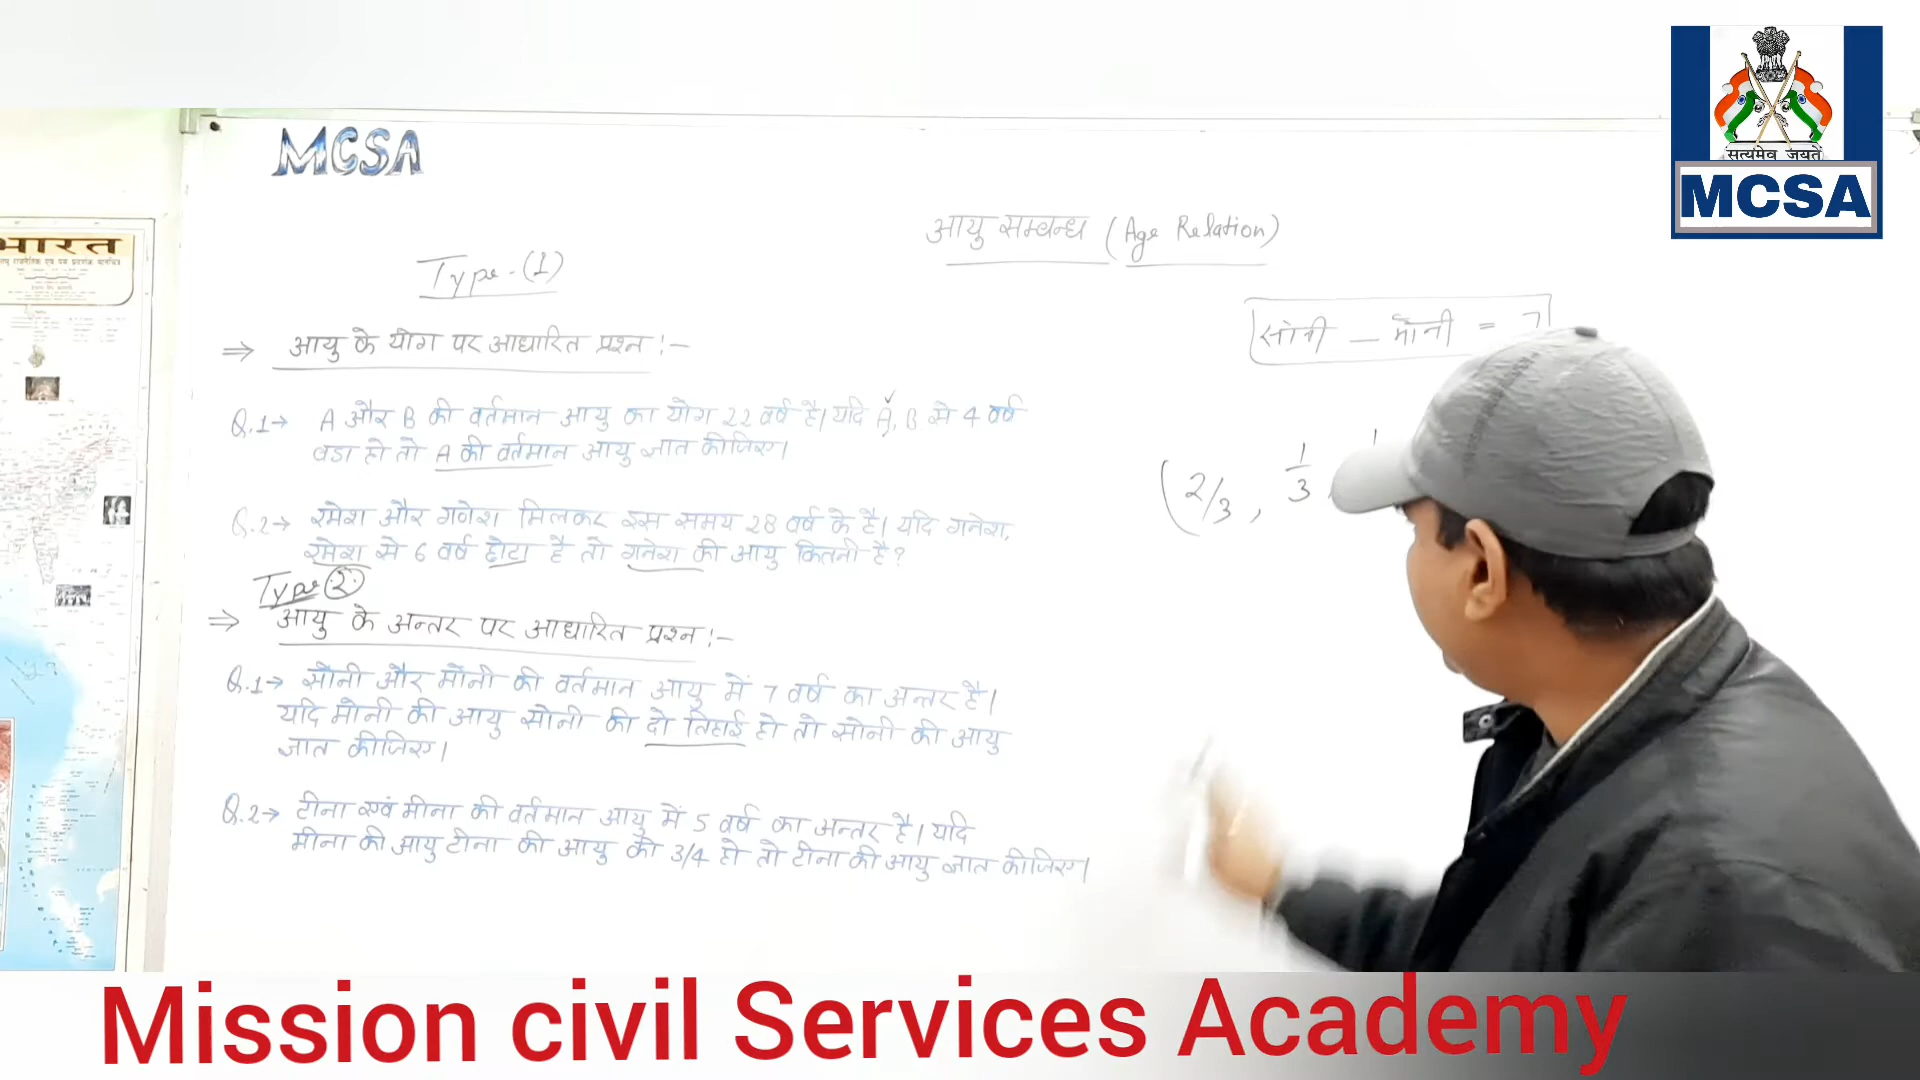 MCSA
सत्यमेव जयते
MCSA
भारत
आयु सम्बन्ध (Age Relation)
Type-(1)
सोनी – मोनी = 7
⇒ आयु के योग पर आधारित प्रश्न :-
Q.1→ A और B की वर्तमान आयु का योग 22 वर्ष है। यदि A, B से 4 वर्ष
बडा हो तो A की वर्तमान आयु ज्ञात कीजिए।
(2/3, 1/3,
Q.2→ रमेश और गनेश मिलकर इस समय 28 वर्ष के है। यदि गनेश,
रमेश से 6 वर्ष छोटा है तो गनेश की आयु कितनी है?
Type (2)
⇒ आयु के अन्तर पर आधारित प्रश्न :-
Q.1→ सोनी और मोनी की वर्तमान आयु में 7 वर्ष का अन्तर है।
यदि मोनी की आयु सोनी की दो तिहाई हो तो सोनी की आयु
ज्ञात कीजिए।
Q.2→ टीना एवं मीना की वर्तमान आयु में 5 वर्ष का अन्तर है। यदि
मीना की आयु टीना की आयु की 3/4 हो तो टीना की आयु ज्ञात कीजिए।
Mission civil Services Academy